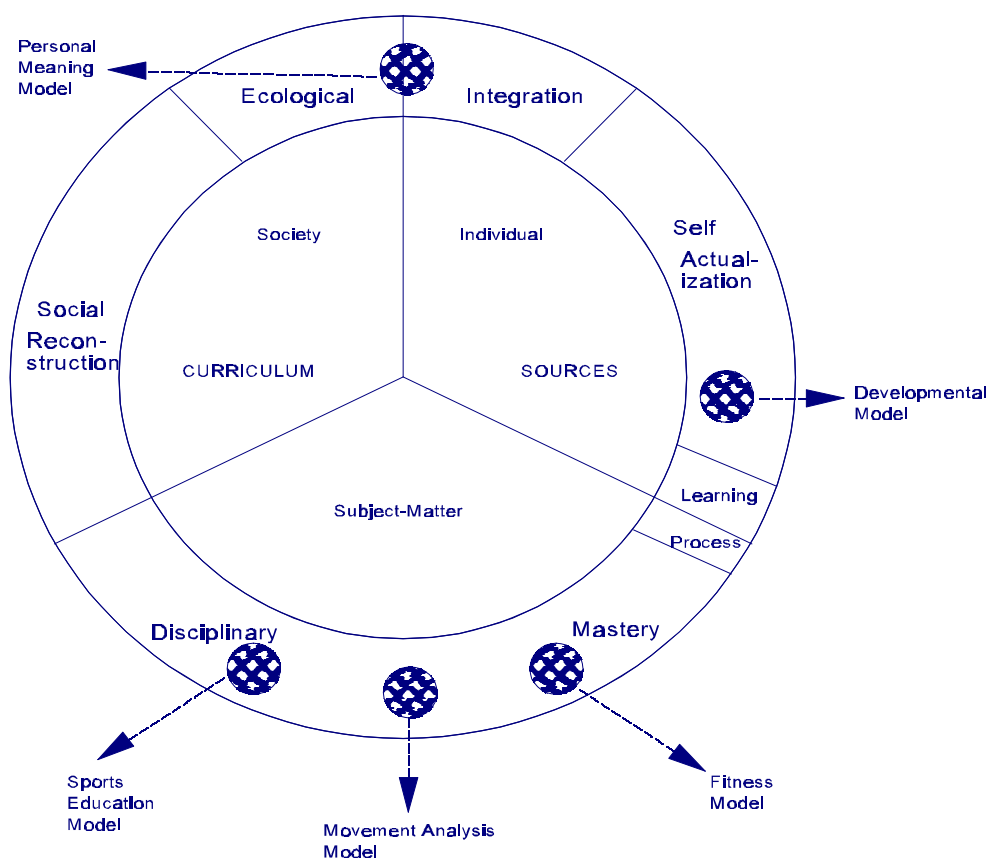 Personal
Meaning
Model
Ecological
Integration
Society
Individual
Self
Actual-
ization
Social
Recon-
struction
CURRICULUM
SOURCES
Developmental
Model
Learning
Subject-Matter
Process
Disciplinary
Mastery
Sports
Education
Model
Movement Analysis
Model
Fitness
Model